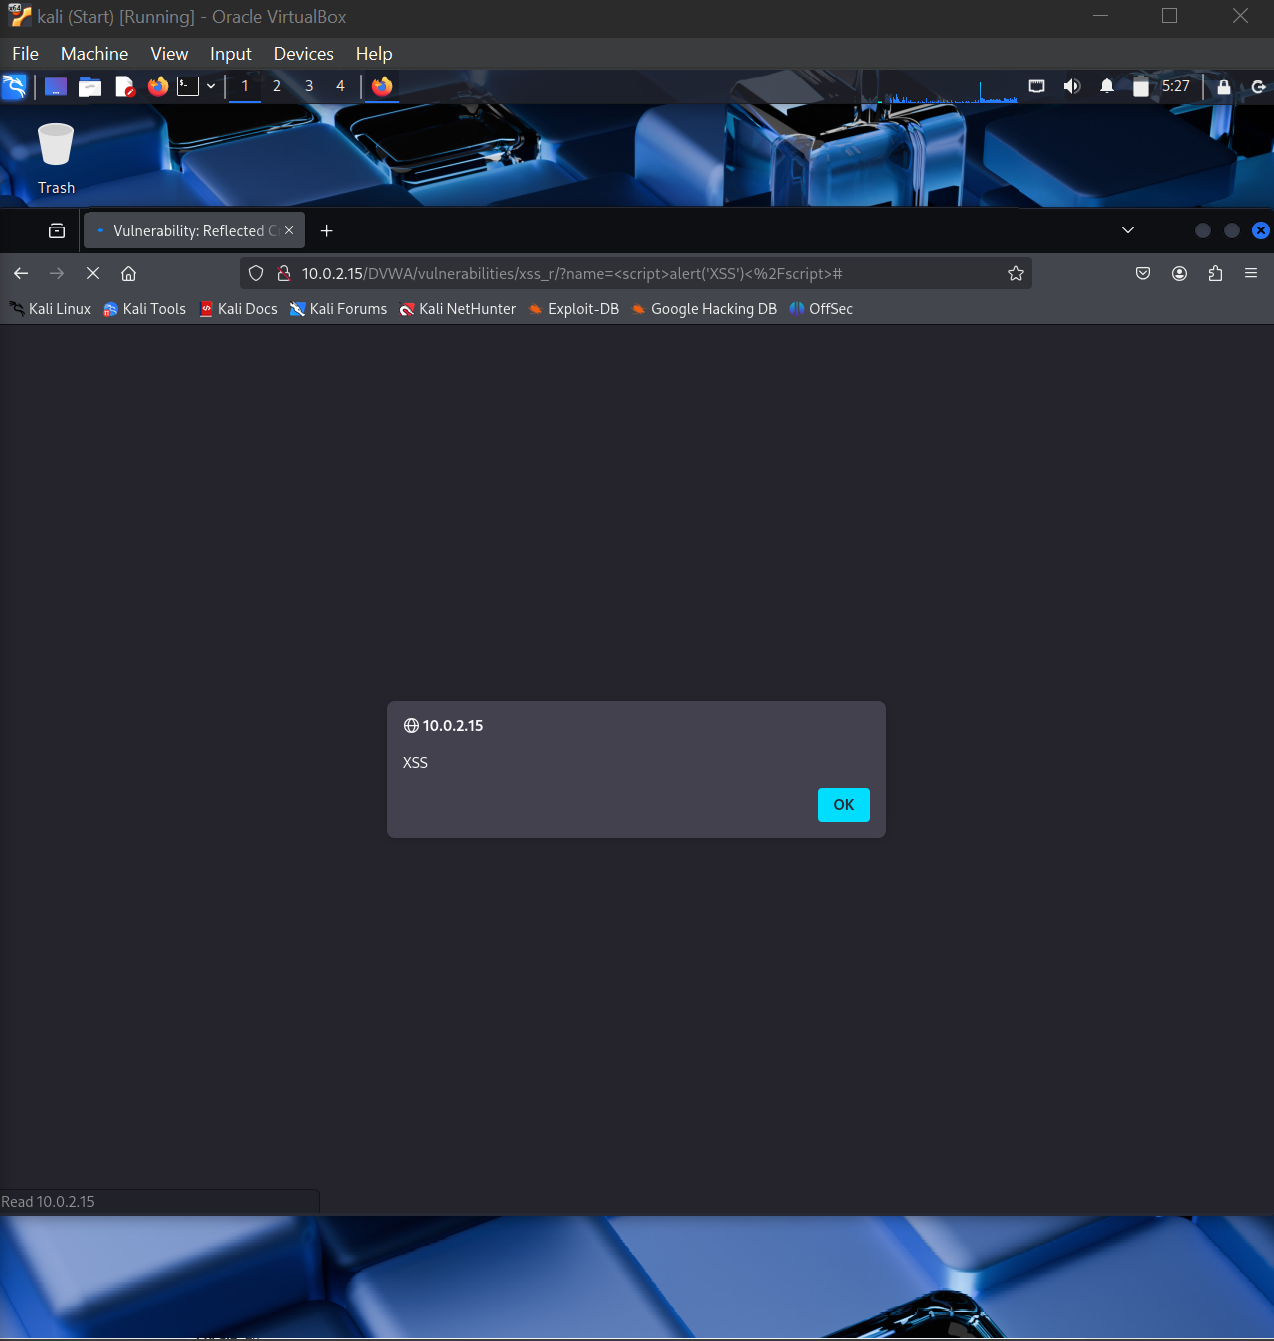 kali (Start) [Running] - Oracle VirtualBox
File Machine View Input Devices Help
1 2 3 4 5:27
Trash
Vulnerability: Reflected C
10.0.2.15/DVWA/vulnerabilities/xss_r/?name=<script>alert('XSS')<%2Fscript>#
Kali Linux Kali Tools Kali Docs Kali Forums Kali NetHunter Exploit-DB Google Hacking DB OffSec
10.0.2.15
XSS
OK
Read 10.0.2.15